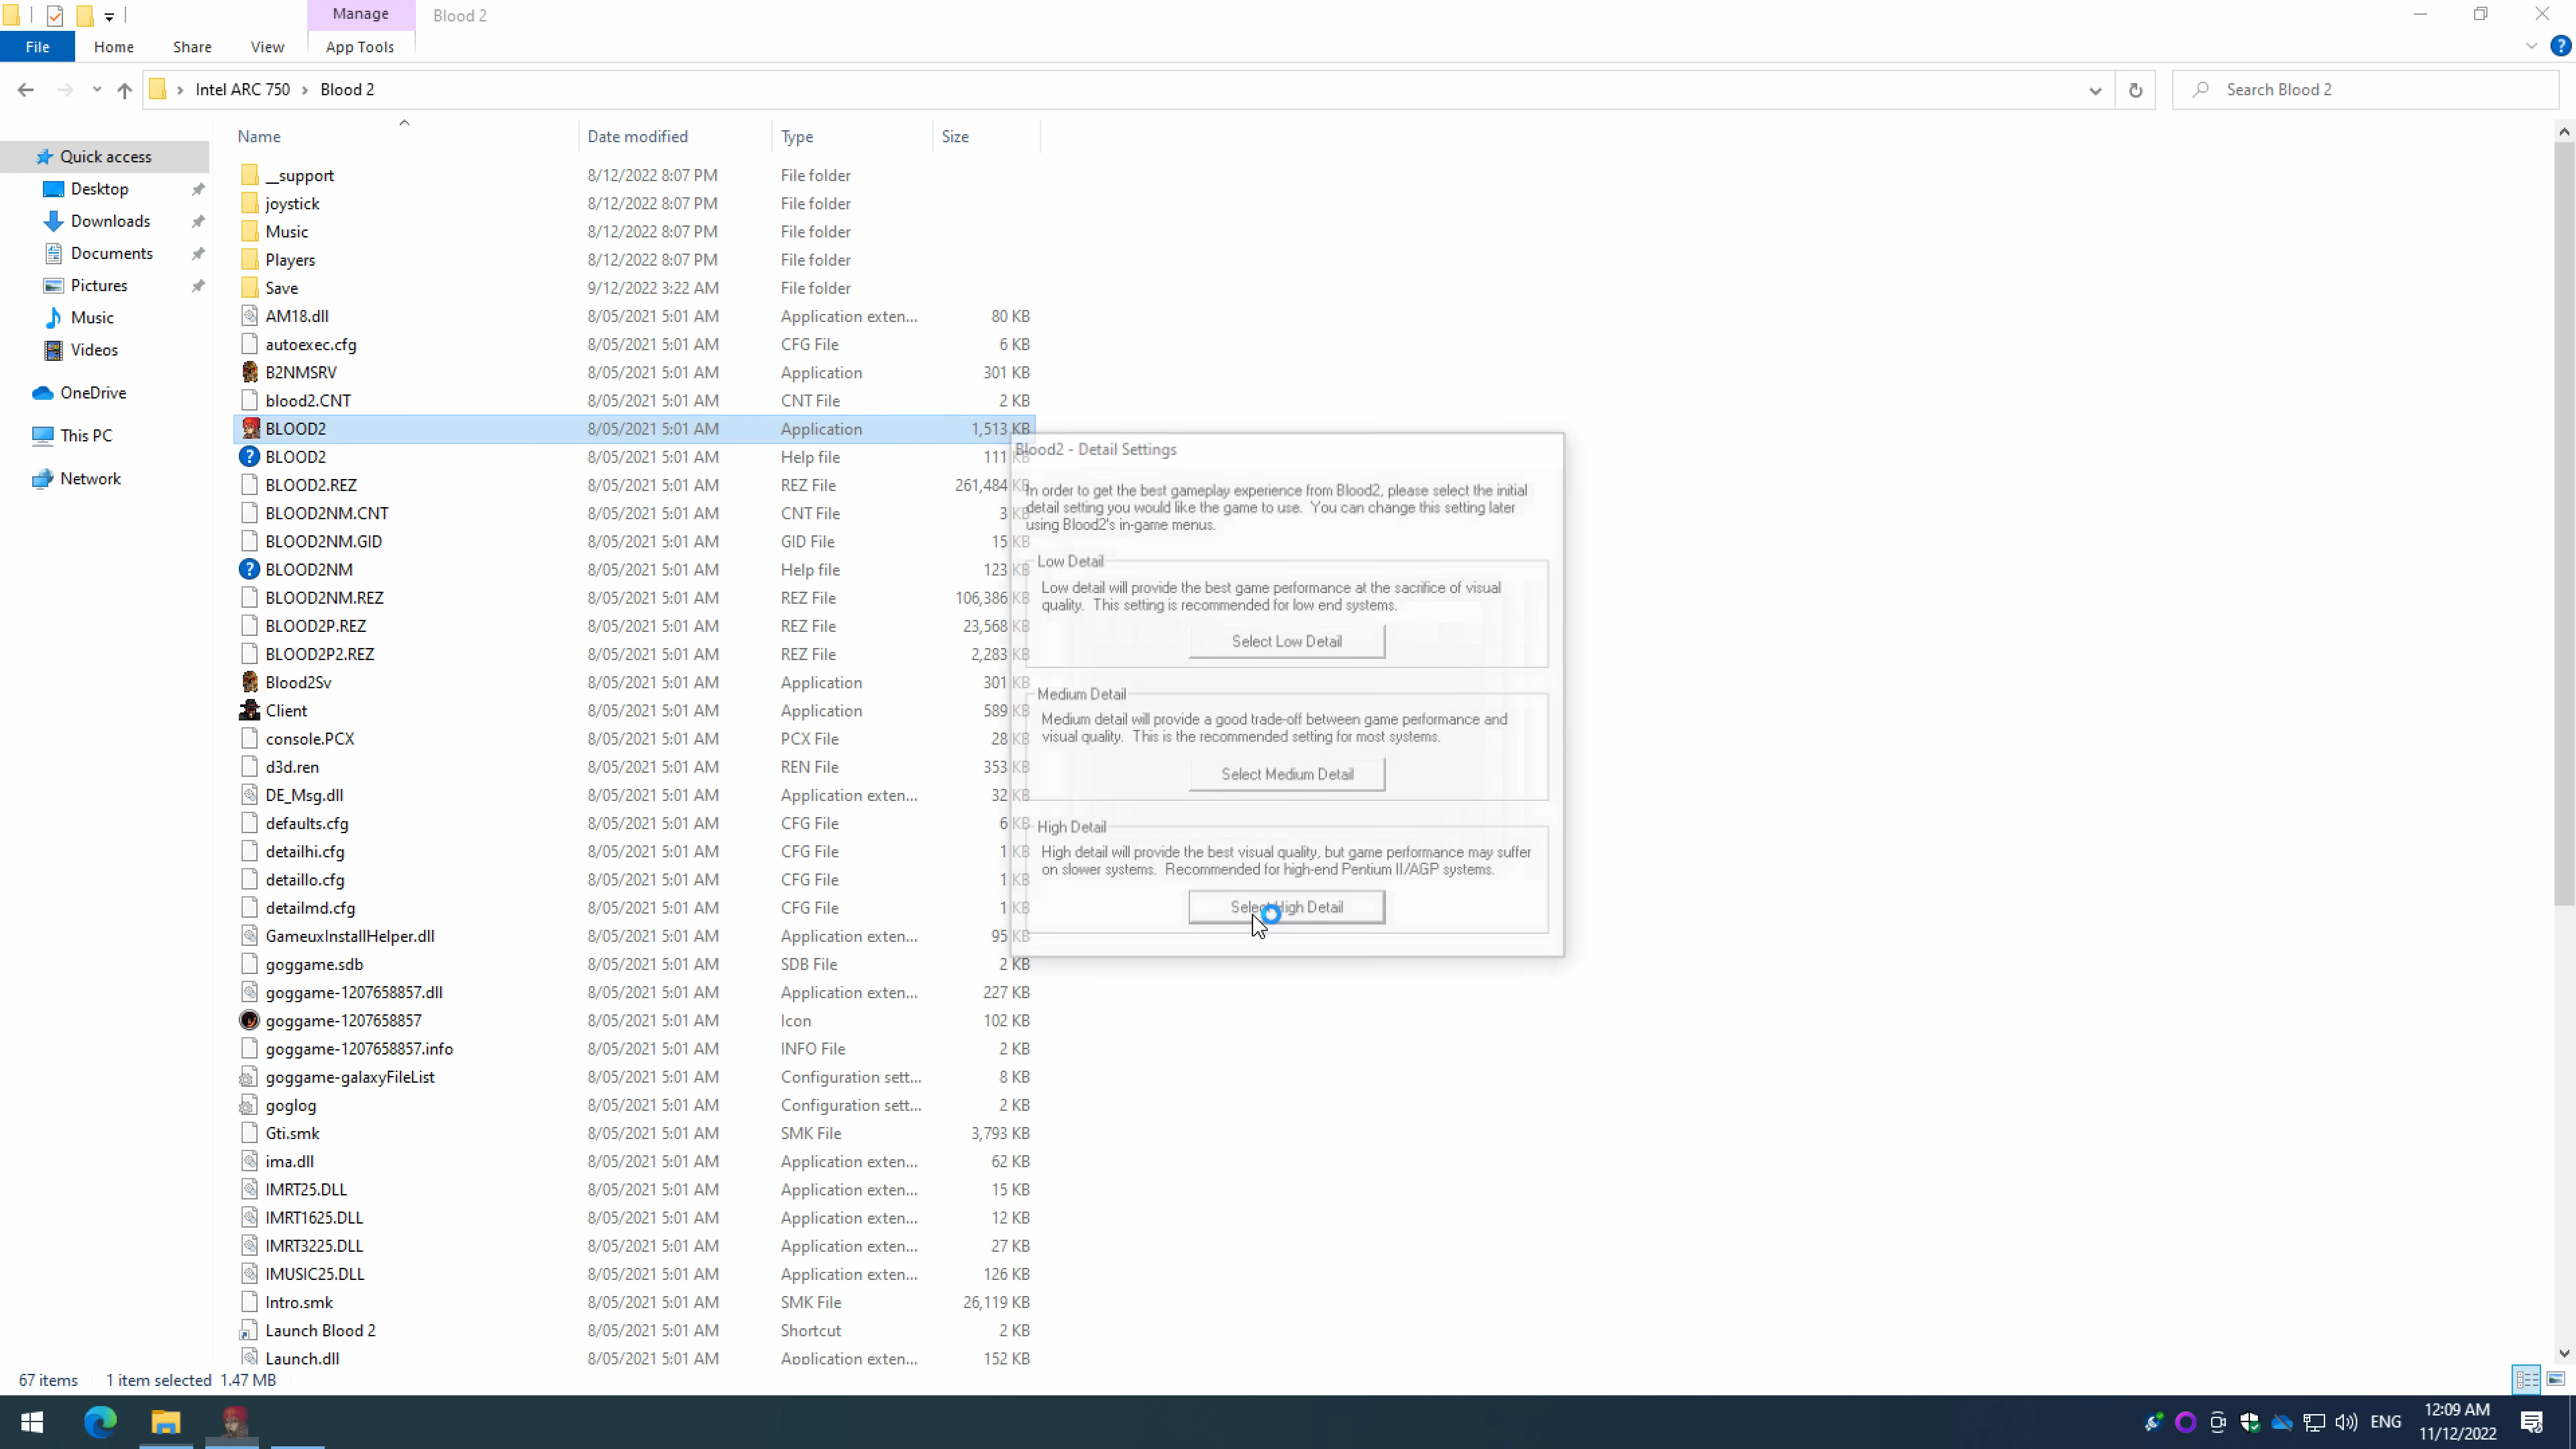 Manage
Blood 2
File
Home
Share
View
App Tools
Intel ARC 750 > Blood 2
Search Blood 2
Name
Date modified
Type
Size
Quick access
Desktop
Downloads
Documents
Pictures
Music
Videos
OneDrive
This PC
Network
__support 8/12/2022 8:07 PM File folder
joystick 8/12/2022 8:07 PM File folder
Music 8/12/2022 8:07 PM File folder
Players 8/12/2022 8:07 PM File folder
Save 9/12/2022 3:22 AM File folder
AM18.dll 8/05/2021 5:01 AM Application exten... 80 KB
autoexec.cfg 8/05/2021 5:01 AM CFG File 6 KB
B2NMSRV 8/05/2021 5:01 AM Application 301 KB
blood2.CNT 8/05/2021 5:01 AM CNT File 2 KB
BLOOD2 8/05/2021 5:01 AM Application 1,513 KB
BLOOD2 8/05/2021 5:01 AM Help file 111 KB
BLOOD2.REZ 8/05/2021 5:01 AM REZ File 261,484 KB
BLOOD2NM.CNT 8/05/2021 5:01 AM CNT File 3 KB
BLOOD2NM.GID 8/05/2021 5:01 AM GID File 15 KB
BLOOD2NM 8/05/2021 5:01 AM Help file 123 KB
BLOOD2NM.REZ 8/05/2021 5:01 AM REZ File 106,386 KB
BLOOD2P.REZ 8/05/2021 5:01 AM REZ File 23,568 KB
BLOOD2P2.REZ 8/05/2021 5:01 AM REZ File 2,283 KB
Blood2Sv 8/05/2021 5:01 AM Application 301 KB
Client 8/05/2021 5:01 AM Application 589 KB
console.PCX 8/05/2021 5:01 AM PCX File 28 KB
d3d.ren 8/05/2021 5:01 AM REN File 353 KB
DE_Msg.dll 8/05/2021 5:01 AM Application exten... 32 KB
defaults.cfg 8/05/2021 5:01 AM CFG File 6 KB
detailhi.cfg 8/05/2021 5:01 AM CFG File 1 KB
detaillo.cfg 8/05/2021 5:01 AM CFG File 1 KB
detailmd.cfg 8/05/2021 5:01 AM CFG File 1 KB
GameuxInstallHelper.dll 8/05/2021 5:01 AM Application exten... 95 KB
goggame.sdb 8/05/2021 5:01 AM SDB File 2 KB
goggame-1207658857.dll 8/05/2021 5:01 AM Application exten... 227 KB
goggame-1207658857 8/05/2021 5:01 AM Icon 102 KB
goggame-1207658857.info 8/05/2021 5:01 AM INFO File 2 KB
goggame-galaxyFileList 8/05/2021 5:01 AM Configuration sett... 8 KB
goglog 8/05/2021 5:01 AM Configuration sett... 2 KB
Gti.smk 8/05/2021 5:01 AM SMK File 3,793 KB
ima.dll 8/05/2021 5:01 AM Application exten... 62 KB
IMRT25.DLL 8/05/2021 5:01 AM Application exten... 15 KB
IMRT1625.DLL 8/05/2021 5:01 AM Application exten... 12 KB
IMRT3225.DLL 8/05/2021 5:01 AM Application exten... 27 KB
IMUSIC25.DLL 8/05/2021 5:01 AM Application exten... 126 KB
Intro.smk 8/05/2021 5:01 AM SMK File 26,119 KB
Launch Blood 2 8/05/2021 5:01 AM Shortcut 2 KB
Launch.dll 8/05/2021 5:01 AM Application exten... 152 KB
Blood2 - Detail Settings
In order to get the best gameplay experience from Blood2, please select the initial
detail setting you would like the game to use. You can change this setting later
using Blood2's in-game menus.
Low Detail
Low detail will provide the best game performance at the sacrifice of visual
quality. This setting is recommended for low end systems.
Select Low Detail
Medium Detail
Medium detail will provide a good trade-off between game performance and
visual quality. This is the recommended setting for most systems.
Select Medium Detail
High Detail
High detail will provide the best visual quality, but game performance may suffer
on slower systems. Recommended for high-end Pentium II/AGP systems.
Select High Detail
67 items 1 item selected 1.47 MB
ENG
12:09 AM
11/12/2022